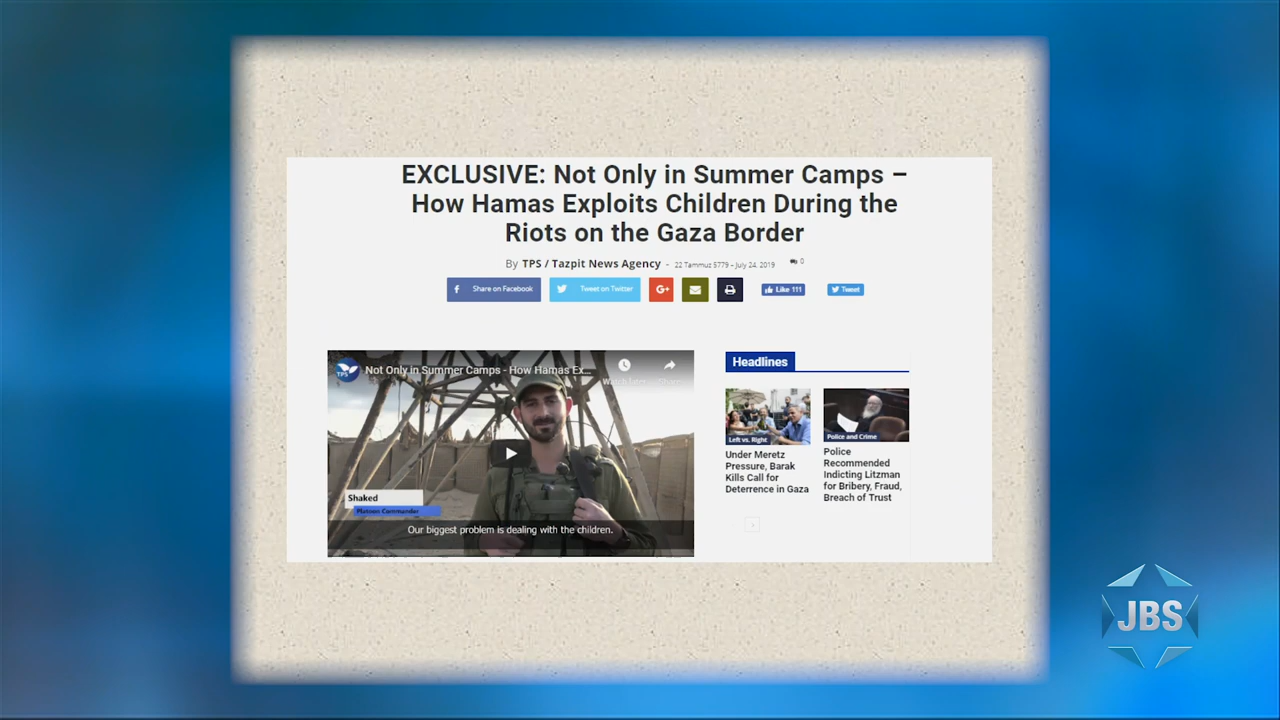 EXCLUSIVE: Not Only in Summer Camps –
How Hamas Exploits Children During the
Riots on the Gaza Border
By TPS / Tazpit News Agency - 22 Tammuz 5779 - July 24, 2019 0
Share on Facebook
Tweet on Twitter
G+
Like 111
Tweet
TPS
Not Only in Summer Camps - How Hamas Ex...
Watch later
Share
Shaked
Platoon Commander
Our biggest problem is dealing with the children.
Headlines
Left vs. Right
Under Meretz
Pressure, Barak
Kills Call for
Deterrence in Gaza
Police and Crime
Police
Recommended
Indicting Litzman
for Bribery, Fraud,
Breach of Trust
JBS